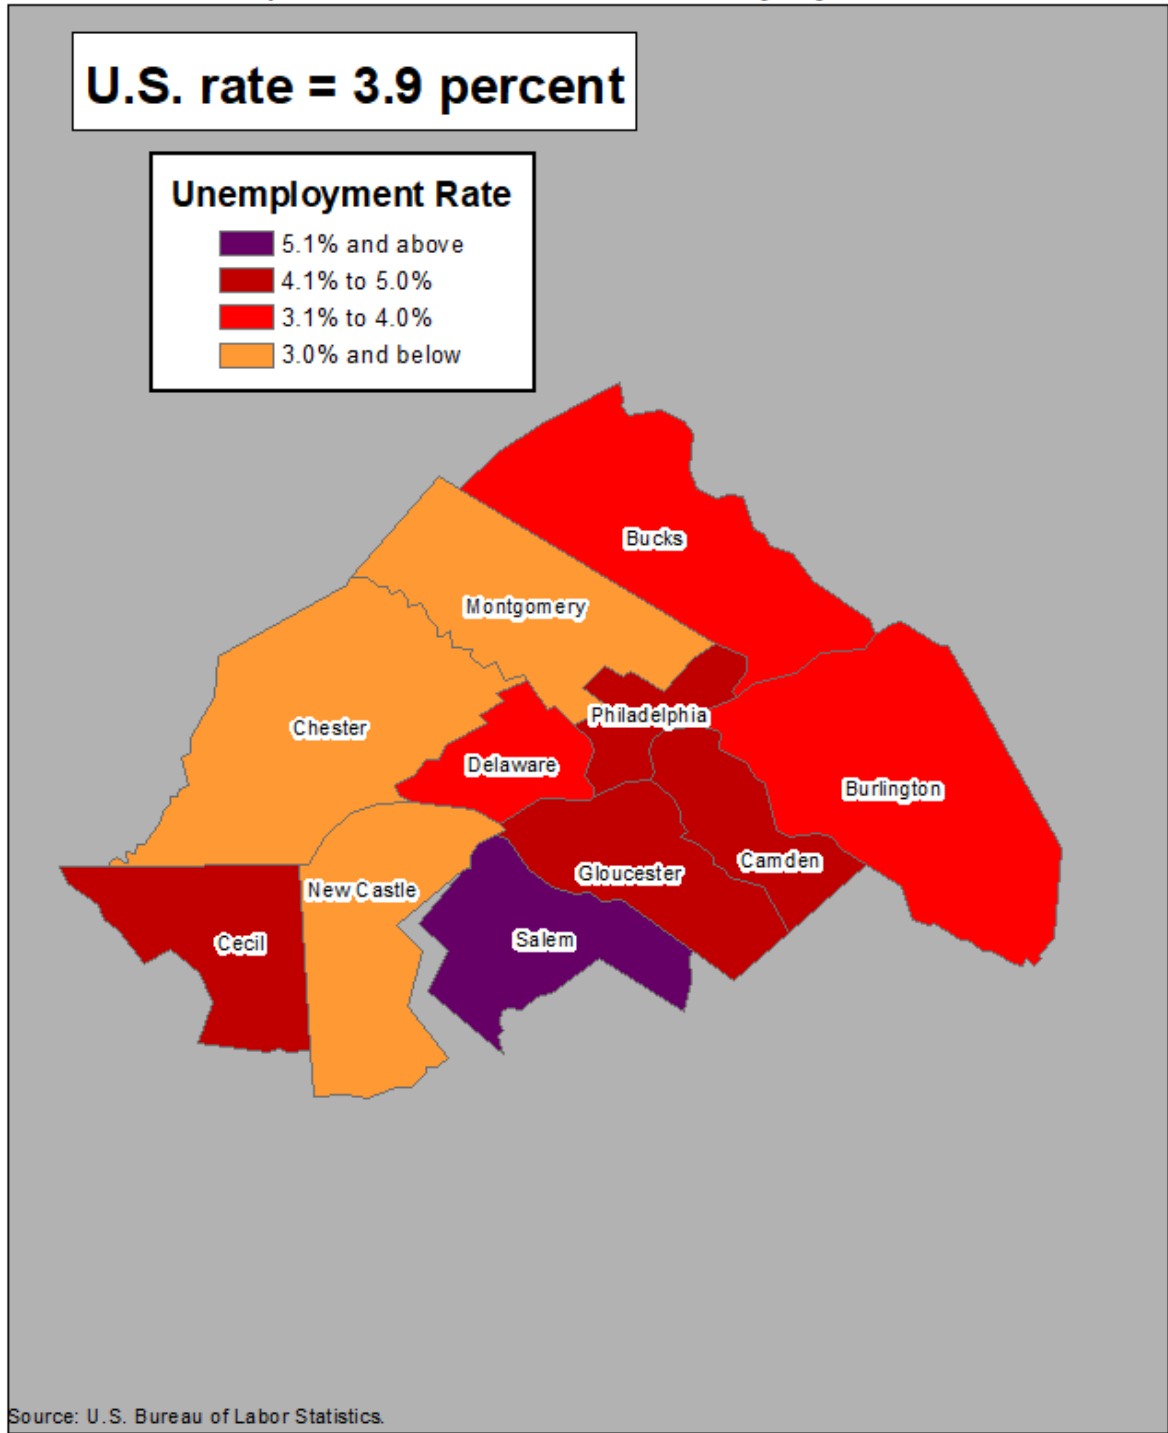 U.S. rate = 3.9 percent
Unemployment Rate
5.1% and above
4.1% to 5.0%
3.1% to 4.0%
3.0% and below
Bucks
Montgomery
Philadelphia
Chester
Delaware
Burlington
Camden
Gloucester
New Castle
Salem
Cecil
Source: U.S. Bureau of Labor Statistics.